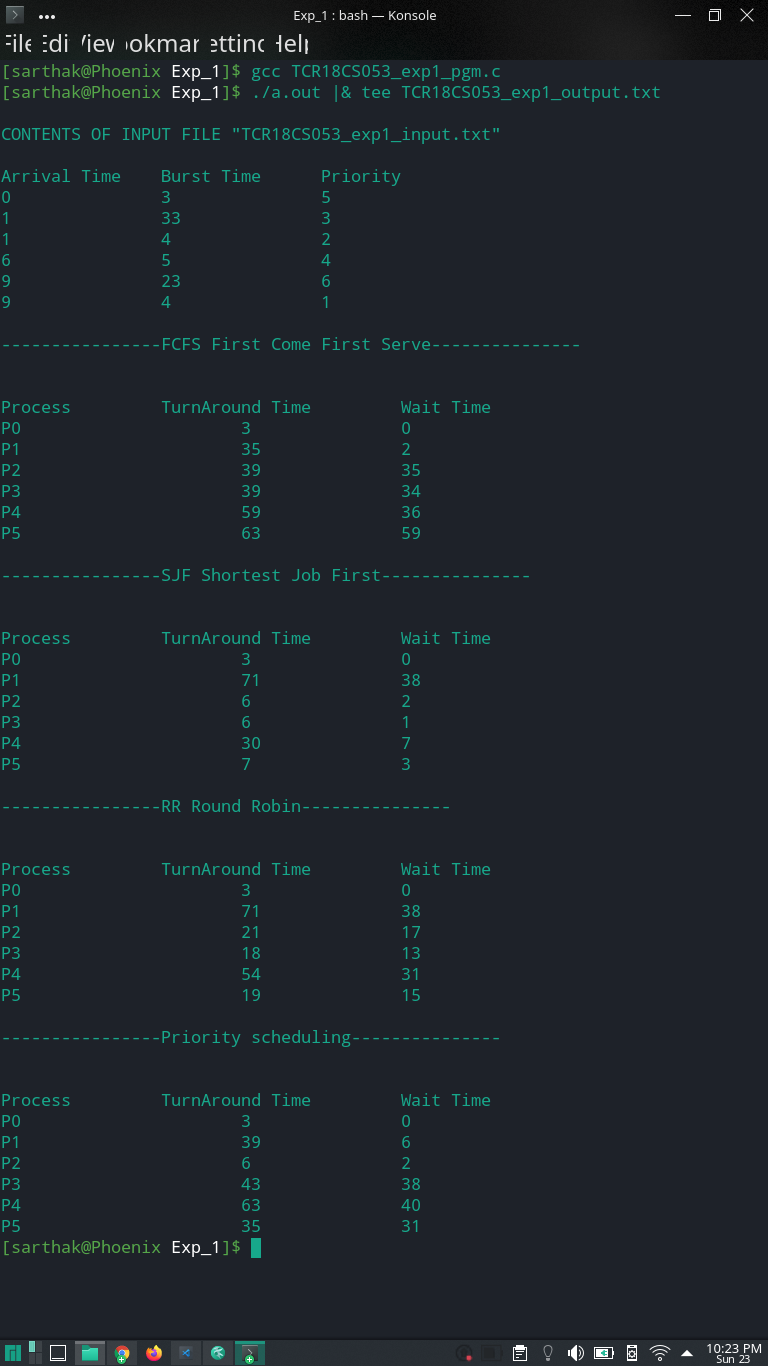 Exp_1 : bash — Konsole
File Edi View ookmar ettin Help
[sarthak@Phoenix Exp_1]$ gcc TCR18CS053_exp1_pgm.c
[sarthak@Phoenix Exp_1]$ ./a.out |& tee TCR18CS053_exp1_output.txt
CONTENTS OF INPUT FILE "TCR18CS053_exp1_input.txt"
Arrival Time Burst Time Priority
0 3 5
1 33 3
1 4 2
6 5 4
9 23 6
9 4 1
----------------FCFS First Come First Serve---------------
Process TurnAround Time Wait Time
P0 3 0
P1 35 2
P2 39 35
P3 39 34
P4 59 36
P5 63 59
----------------SJF Shortest Job First---------------
Process TurnAround Time Wait Time
P0 3 0
P1 71 38
P2 6 2
P3 6 1
P4 30 7
P5 7 3
----------------RR Round Robin---------------
Process TurnAround Time Wait Time
P0 3 0
P1 71 38
P2 21 17
P3 18 13
P4 54 31
P5 19 15
----------------Priority scheduling---------------
Process TurnAround Time Wait Time
P0 3 0
P1 39 6
P2 6 2
P3 43 38
P4 63 40
P5 35 31
[sarthak@Phoenix Exp_1]$
10:23 PM
Sun 23